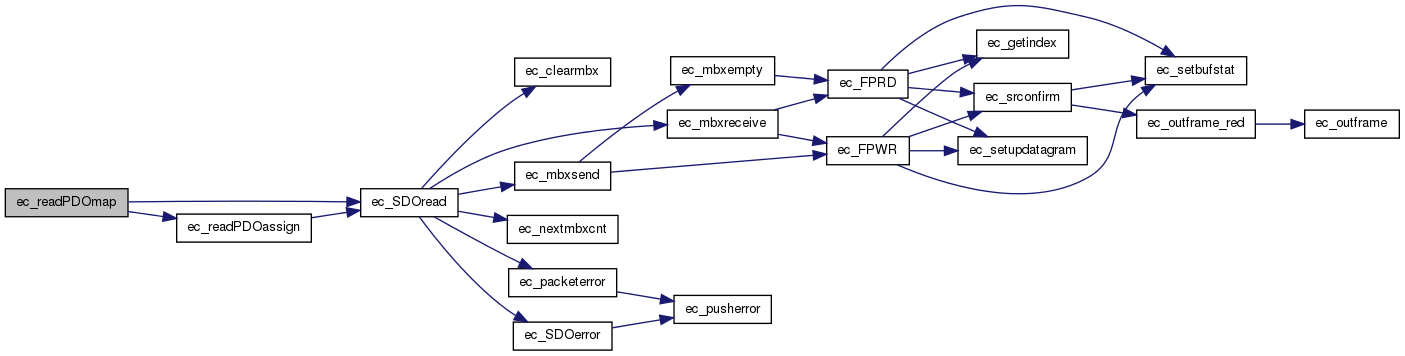 ec_readPDOmap
ec_readPDOassign
ec_SDOread
ec_clearmbx
ec_mbxreceive
ec_mbxsend
ec_nextmbxcnt
ec_packeterror
ec_SDOerror
ec_mbxempty
ec_pusherror
ec_FPRD
ec_FPWR
ec_getindex
ec_srconfirm
ec_setupdatagram
ec_setbufstat
ec_outframe_red
ec_outframe